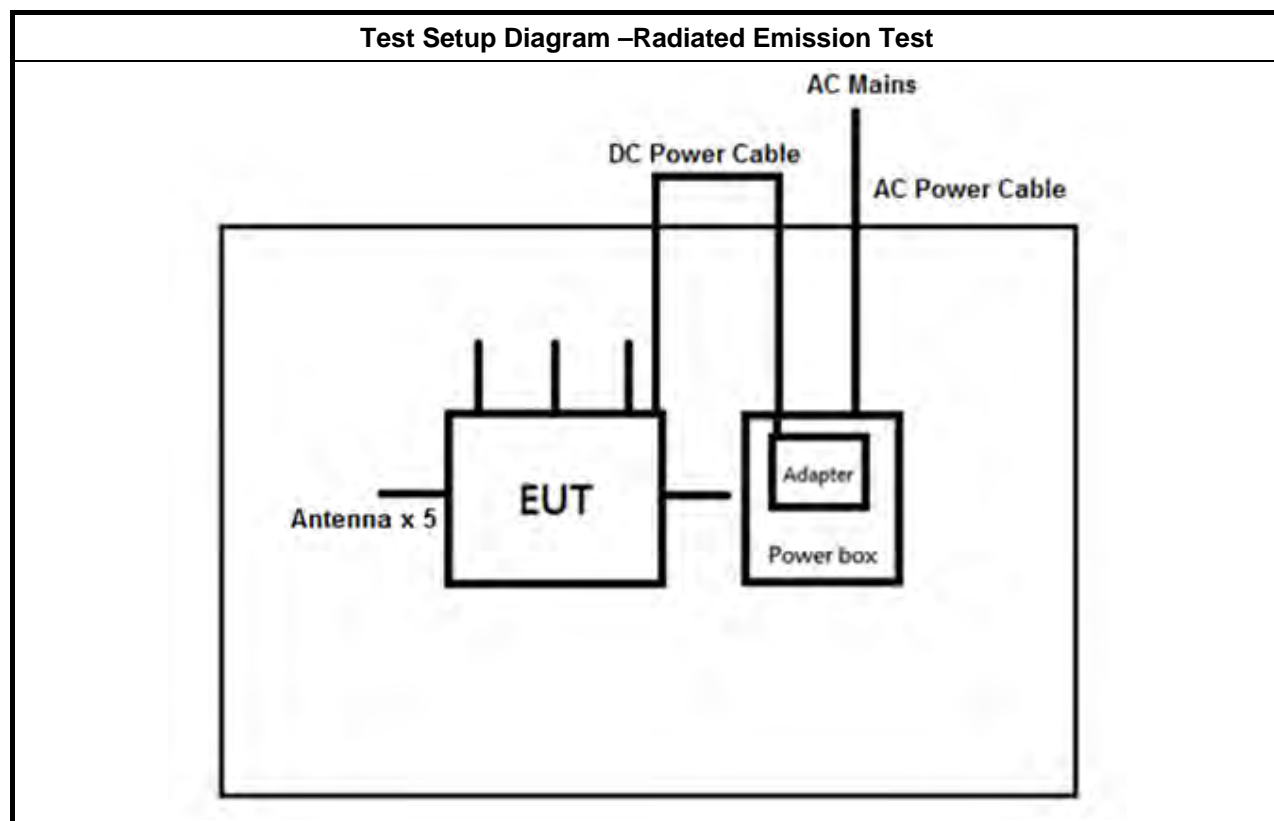 Test Setup Diagram –Radiated Emission Test
AC Mains
DC Power Cable
AC Power Cable
Adapter
EUT
Antenna x 5
Power box